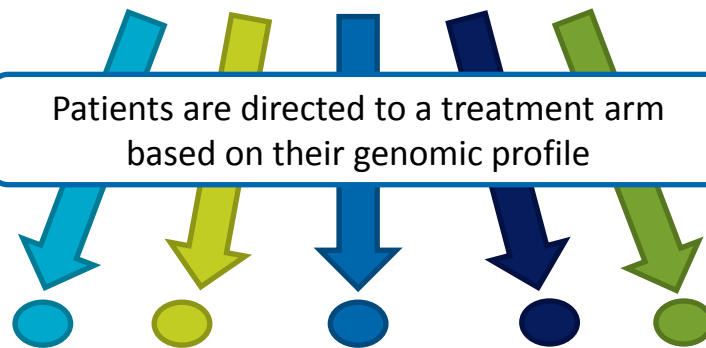 Patients are directed to a treatment arm
based on their genomic profile